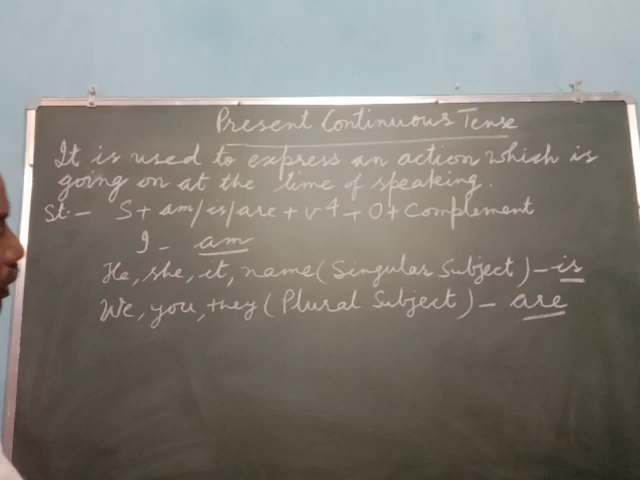 Present Continuous Tense
It is used to express an action which is
going on at the time of speaking.
St:- S+ am/is/are + V4 + O + Complement
I - am
He, she, it, name (Singular Subject) - is
We, you, they (Plural Subject) - are